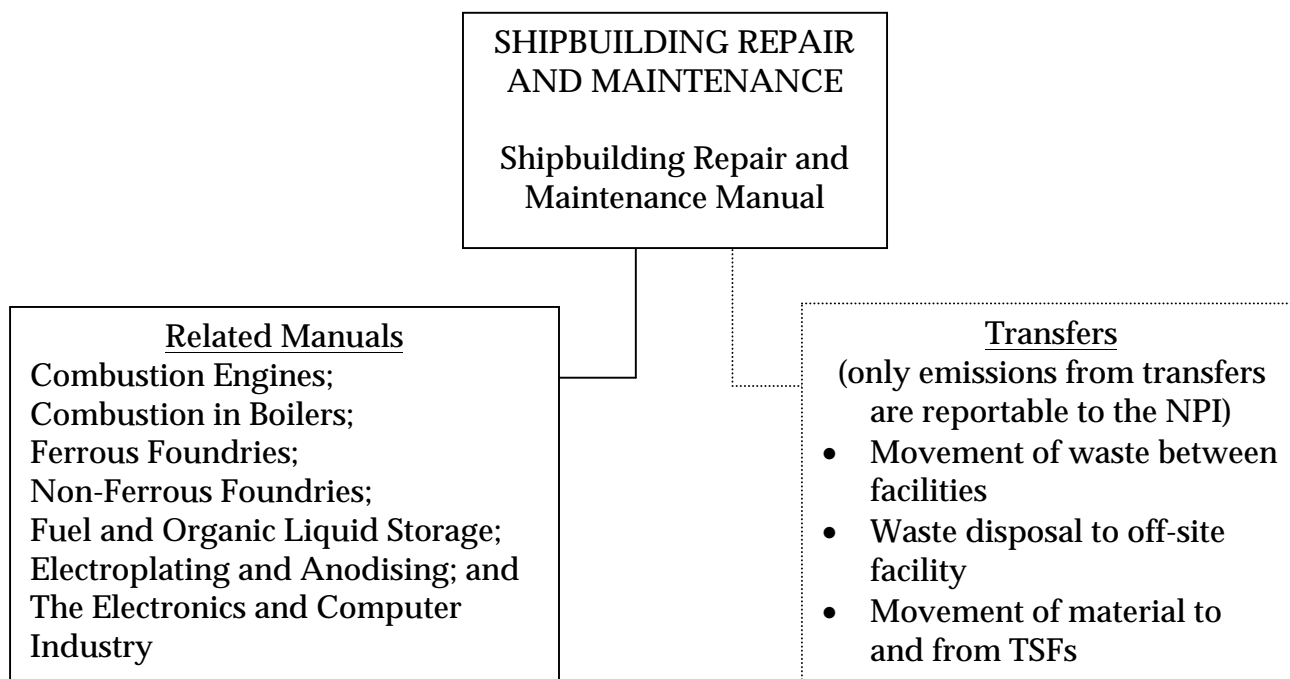 SHIPBUILDING REPAIR
AND MAINTENANCE
Shipbuilding Repair and
Maintenance Manual
Related Manuals
Combustion Engines;
Combustion in Boilers;
Ferrous Foundries;
Non-Ferrous Foundries;
Fuel and Organic Liquid Storage;
Electroplating and Anodising; and
The Electronics and Computer
Industry
Transfers
(only emissions from transfers
are reportable to the NPI)
• Movement of waste between
facilities
• Waste disposal to off-site
facility
• Movement of material to
and from TSFs